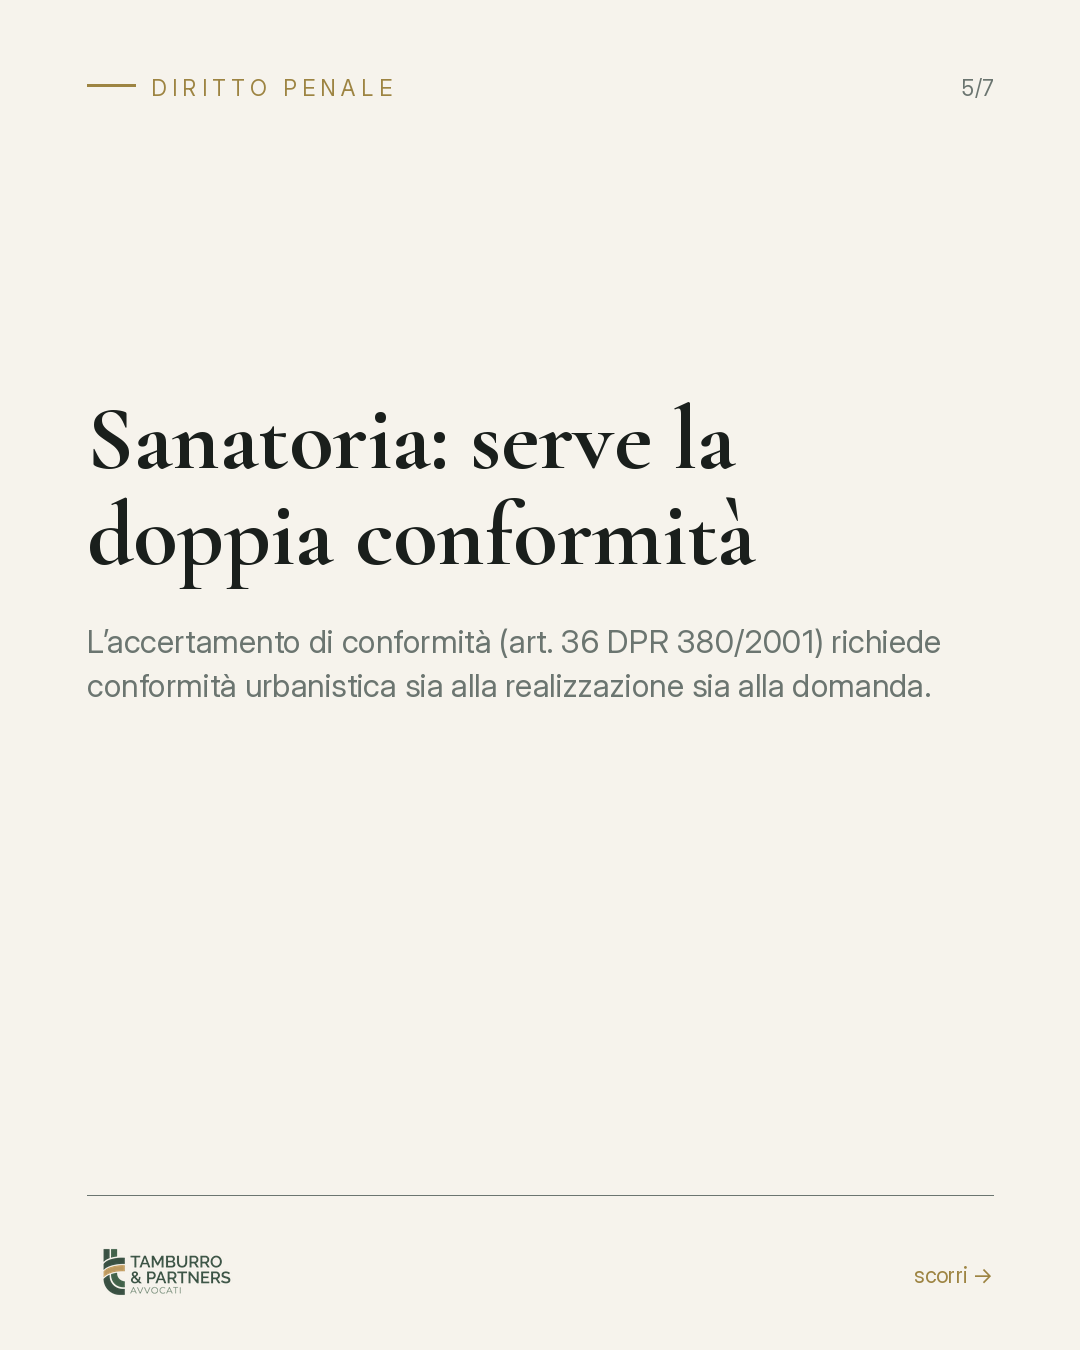 DIRITTO PENALE
5/7
Sanatoria: serve la
doppia conformità
L’accertamento di conformità (art. 36 DPR 380/2001) richiede
conformità urbanistica sia alla realizzazione sia alla domanda.
TAMBURRO
& PARTNERS
AVVOCATI
scorri →